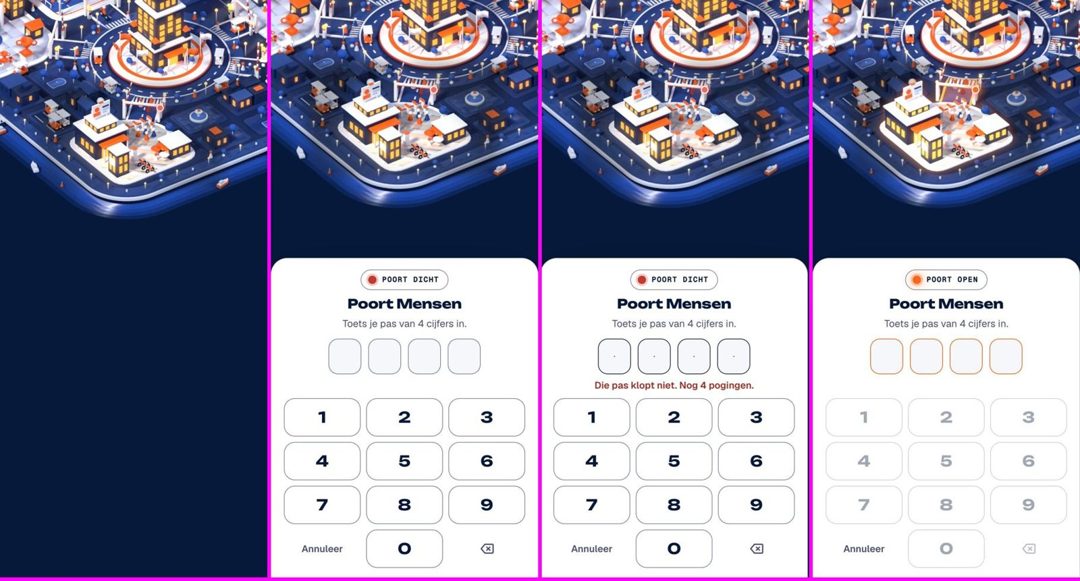 POORT DICHT
Poort Mensen
Toets je pas van 4 cijfers in.
1 2 3
4 5 6
7 8 9
Annuleer 0
POORT DICHT
Poort Mensen
Toets je pas van 4 cijfers in.
Die pas klopt niet. Nog 4 pogingen.
1 2 3
4 5 6
7 8 9
Annuleer 0
POORT OPEN
Poort Mensen
Toets je pas van 4 cijfers in.
1 2 3
4 5 6
7 8 9
Annuleer 0